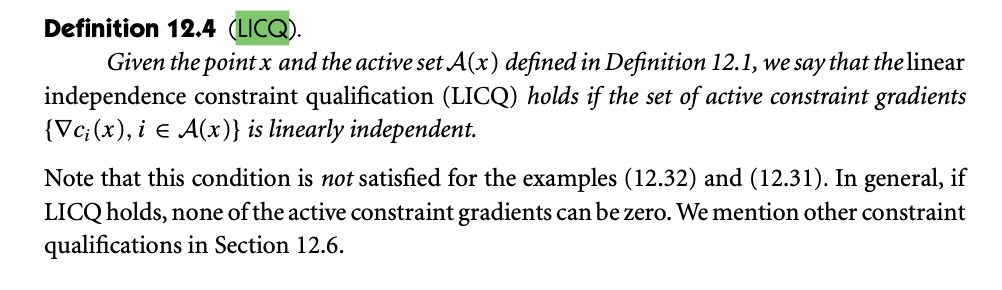 Definition 12.4 (LICQ).
Given the point x and the active set 𝒜(x) defined in Definition 12.1, we say that the linear
independence constraint qualification (LICQ) holds if the set of active constraint gradients
{∇cᵢ(x), i ∈ 𝒜(x)} is linearly independent.
Note that this condition is not satisfied for the examples (12.32) and (12.31). In general, if
LICQ holds, none of the active constraint gradients can be zero. We mention other constraint
qualifications in Section 12.6.